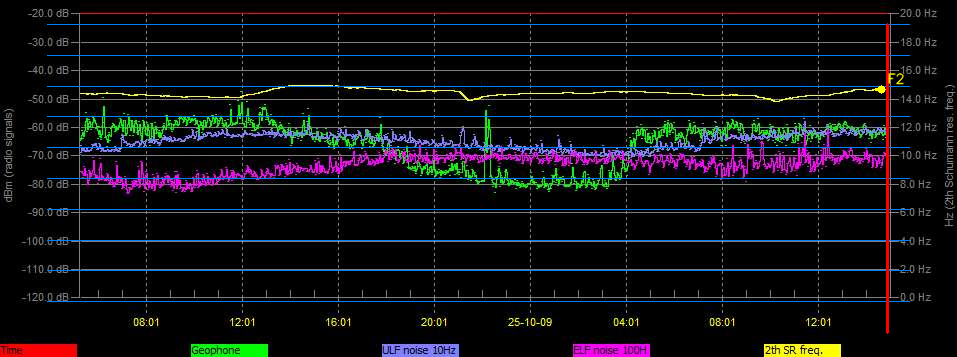 -20.0 dB
-30.0 dB
-40.0 dB
-50.0 dB
-60.0 dB
-70.0 dB
-80.0 dB
-90.0 dB
-100.0 dB
-110.0 dB
-120.0 dB
dBm (radio signals)
20.0 Hz
18.0 Hz
16.0 Hz
14.0 Hz
12.0 Hz
10.0 Hz
8.0 Hz
6.0 Hz
4.0 Hz
2.0 Hz
0.0 Hz
Hz (2th Schumann res. freq.)
F2
08:01 12:01 16:01 20:01 25-10-09 04:01 08:01 12:01
Time Geophone ULF noise 10Hz ELF noise 100H 2th SR freq.